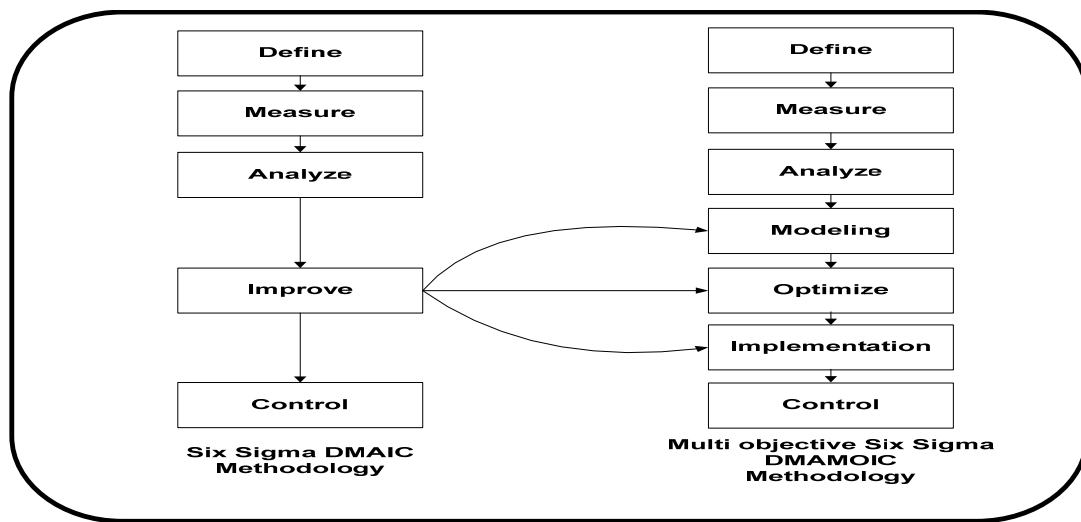 Define
Measure
Analyze
Improve
Control
Six Sigma DMAIC
Methodology
Define
Measure
Analyze
Modeling
Optimize
Implementation
Control
Multi objective Six Sigma
DMAMOIC
Methodology